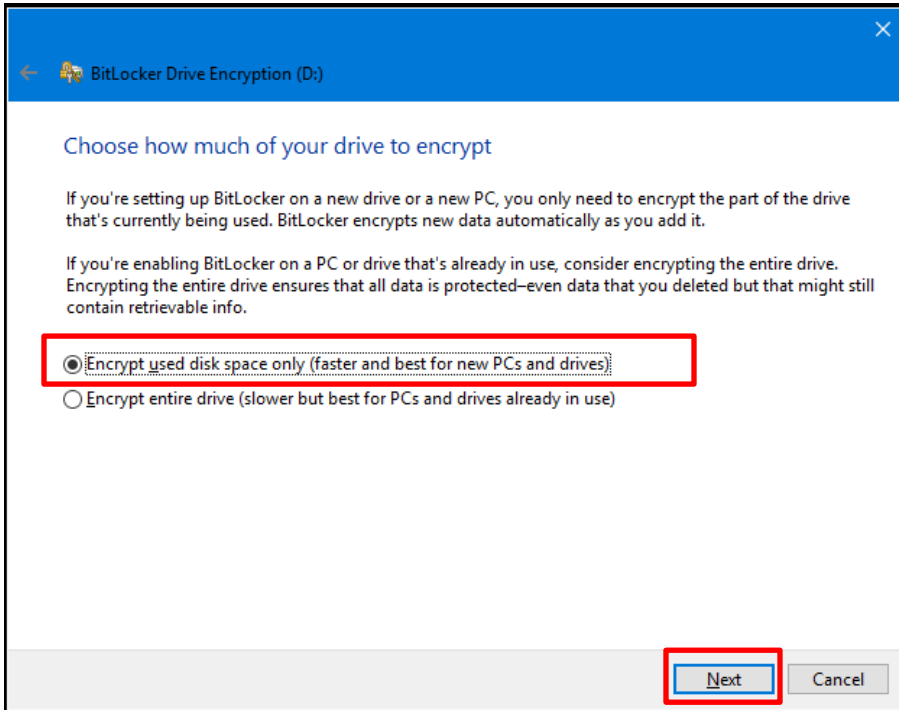 BitLocker Drive Encryption (D:)
Choose how much of your drive to encrypt
If you're setting up BitLocker on a new drive or a new PC, you only need to encrypt the part of the drive
that's currently being used. BitLocker encrypts new data automatically as you add it.
If you're enabling BitLocker on a PC or drive that's already in use, consider encrypting the entire drive.
Encrypting the entire drive ensures that all data is protected–even data that you deleted but that might still
contain retrievable info.
Encrypt used disk space only (faster and best for new PCs and drives)
Encrypt entire drive (slower but best for PCs and drives already in use)
Next
Cancel